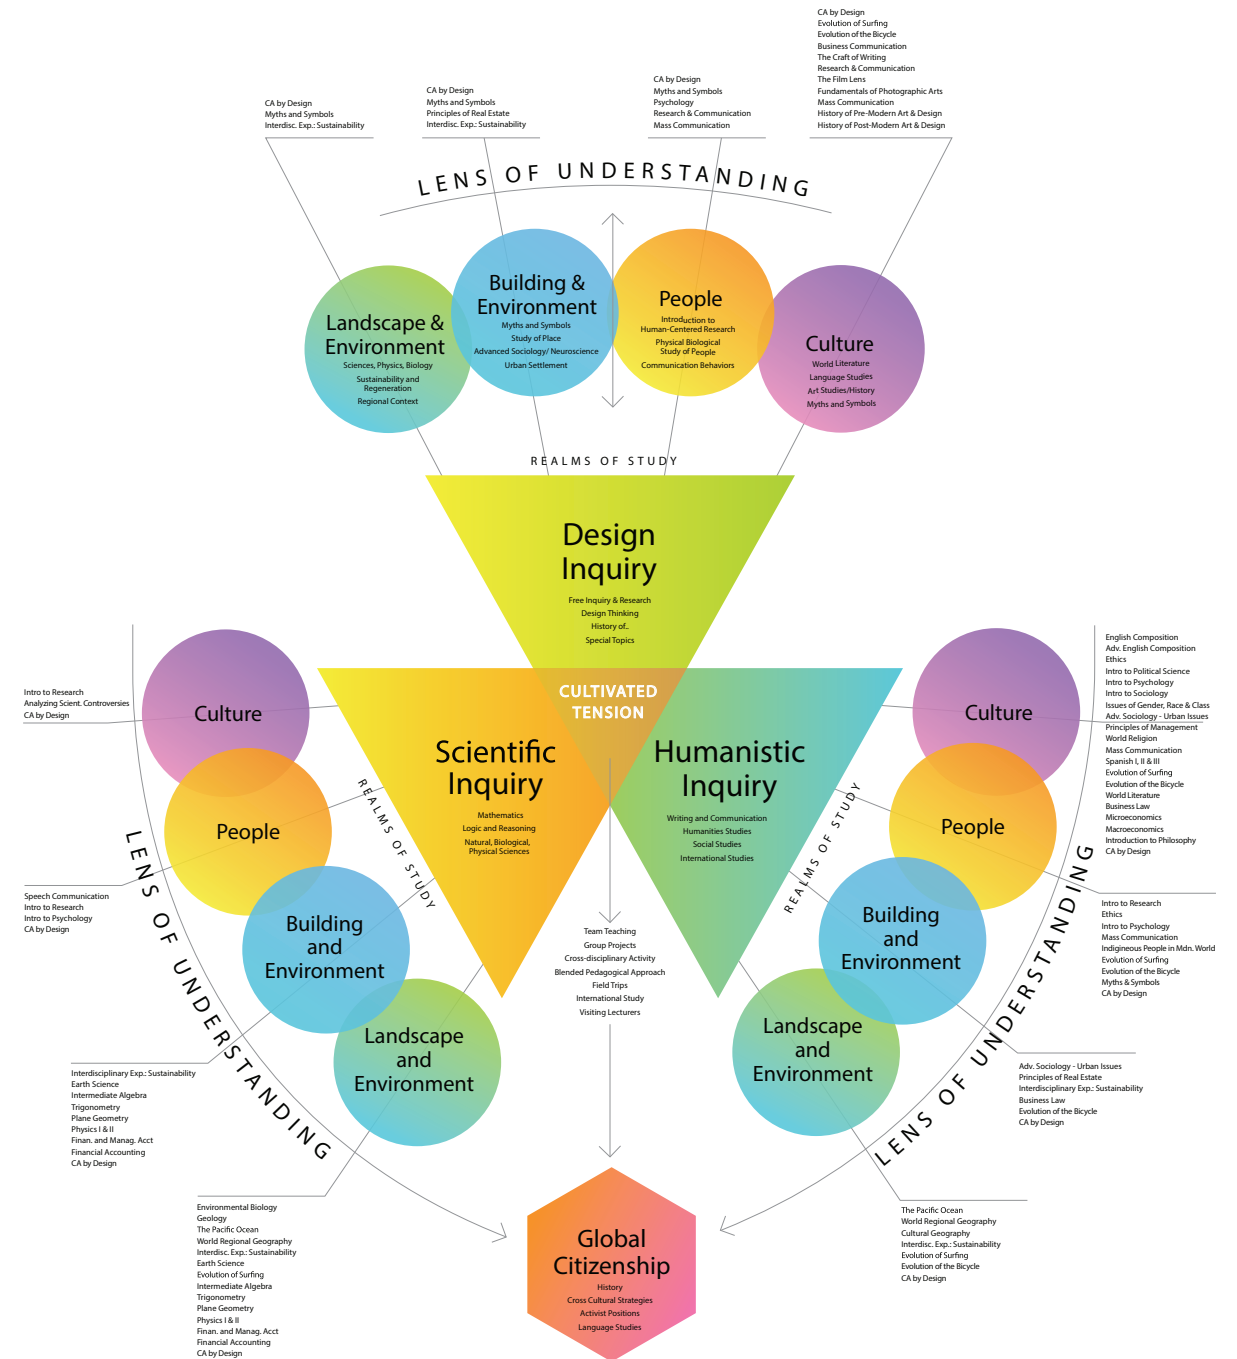 CA by Design
Myths and Symbols
Interdisc. Exp.: Sustainability
CA by Design
Myths and Symbols
Principles of Real Estate
Interdisc. Exp.: Sustainability
CA by Design
Myths and Symbols
Psychology
Research & Communication
Mass Communication
CA by Design
Evolution of Surfing
Evolution of the Bicycle
Business Communication
The Craft of Writing
Research & Communication
The Film Lens
Fundamentals of Photographic Arts
Mass Communication
History of Pre-Modern Art & Design
History of Post-Modern Art & Design
LENS OF UNDERSTANDING
Landscape &
Environment
Sciences, Physics, Biology
Sustainability and
Regeneration
Regional Context
Building &
Environment
Myths and Symbols
Study of Place
Advanced Sociology/ Neuroscience
Urban Settlement
People
Introduction to
Human-Centered Research
Physical Biological
Study of People
Communication Behaviors
Culture
World Literature
Language Studies
Art Studies/History
Myths and Symbols
REALMS OF STUDY
Design
Inquiry
Free Inquiry & Research
Design Thinking
History of..
Special Topics
CULTIVATED
TENSION
Scientific
Inquiry
Mathematics
Logic and Reasoning
Natural, Biological,
Physical Sciences
Humanistic
Inquiry
Writing and Communication
Humanities Studies
Social Studies
International Studies
Intro to Research
Analyzing Scient. Controversies
CA by Design
Culture
People
Building
and
Environment
Landscape
and
Environment
REALMS OF STUDY
LENS OF UNDERSTANDING
Speech Communication
Intro to Research
Intro to Psychology
CA by Design
Interdisciplinary Exp.: Sustainability
Earth Science
Intermediate Algebra
Trigonometry
Plane Geometry
Physics I & II
Finan. and Manag. Acct
Financial Accounting
CA by Design
Environmental Biology
Geology
The Pacific Ocean
World Regional Geography
Interdisc. Exp.: Sustainability
Earth Science
Evolution of Surfing
Intermediate Algebra
Trigonometry
Plane Geometry
Physics I & II
Finan. and Manag. Acct
Financial Accounting
CA by Design
Team Teaching
Group Projects
Cross-disciplinary Activity
Blended Pedagogical Approach
Field Trips
International Study
Visiting Lecturers
Global
Citizenship
History
Cross Cultural Strategies
Activist Positions
Language Studies
REALMS OF STUDY
Culture
People
Building
and
Environment
Landscape
and
Environment
LENS OF UNDERSTANDING
English Composition
Adv. English Composition
Ethics
Intro to Political Science
Intro to Psychology
Intro to Sociology
Issues of Gender, Race & Class
Adv. Sociology - Urban Issues
Principles of Management
World Religion
Mass Communication
Spanish I, II & III
Evolution of Surfing
Evolution of the Bicycle
World Literature
Business Law
Microeconomics
Macroeconomics
Introduction to Philosophy
CA by Design
Intro to Research
Ethics
Intro to Psychology
Mass Communication
Indigineous People in Mdn. World
Evolution of Surfing
Evolution of the Bicycle
Myths & Symbols
CA by Design
Adv. Sociology - Urban Issues
Principles of Real Estate
Interdisciplinary Exp.: Sustainability
Business Law
Evolution of the Bicycle
CA by Design
The Pacific Ocean
World Regional Geography
Cultural Geography
Interdisc. Exp.: Sustainability
Evolution of Surfing
Evolution of the Bicycle
CA by Design